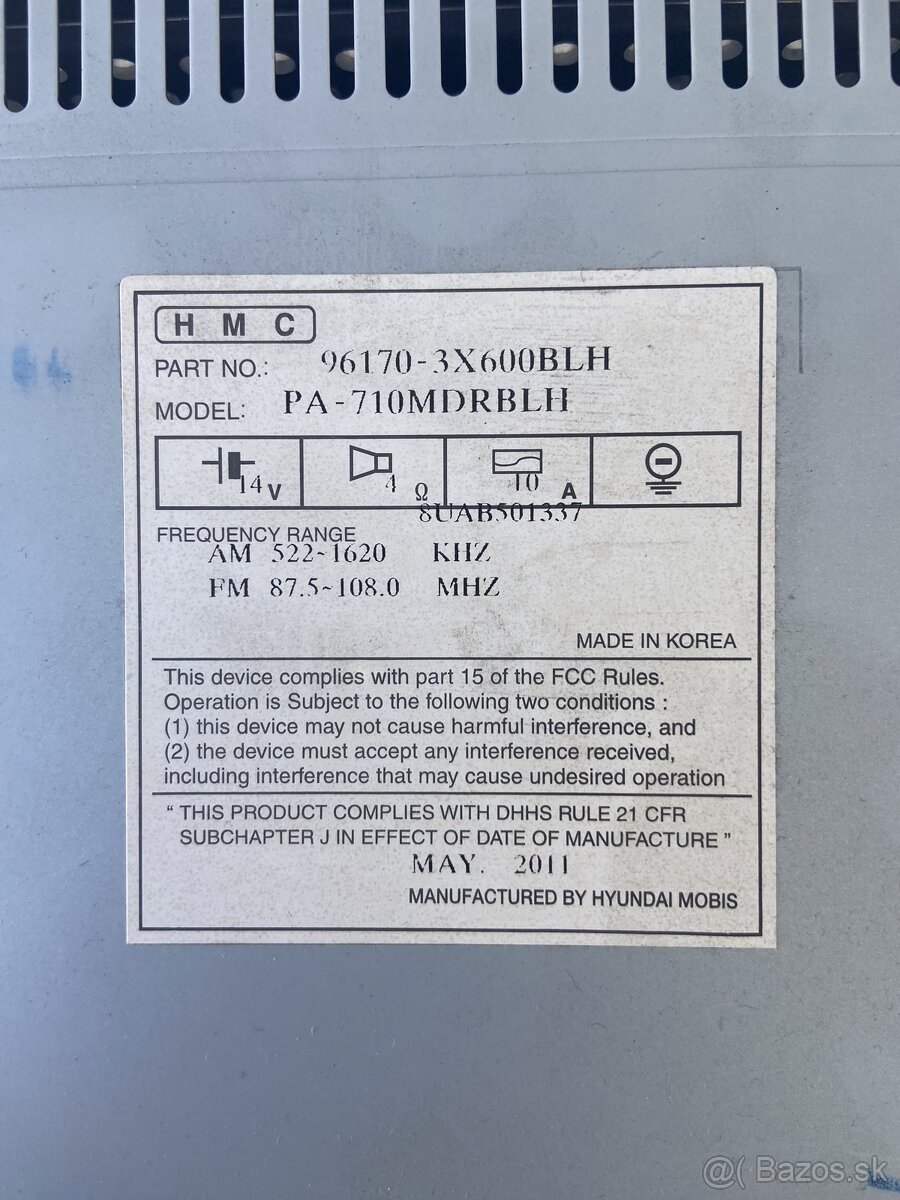 HMC
PART NO.: 96170-3X600BLH
MODEL: PA-710MDRBLH
14 V 4 Ω 10 A
8UAB501337
FREQUENCY RANGE
AM 522~1620 KHZ
FM 87.5~108.0 MHZ
MADE IN KOREA
This device complies with part 15 of the FCC Rules.
Operation is Subject to the following two conditions :
(1) this device may not cause harmful interference, and
(2) the device must accept any interference received,
including interference that may cause undesired operation
“ THIS PRODUCT COMPLIES WITH DHHS RULE 21 CFR
SUBCHAPTER J IN EFFECT OF DATE OF MANUFACTURE ”
MAY. 2011
MANUFACTURED BY HYUNDAI MOBIS
@( Bazos.sk